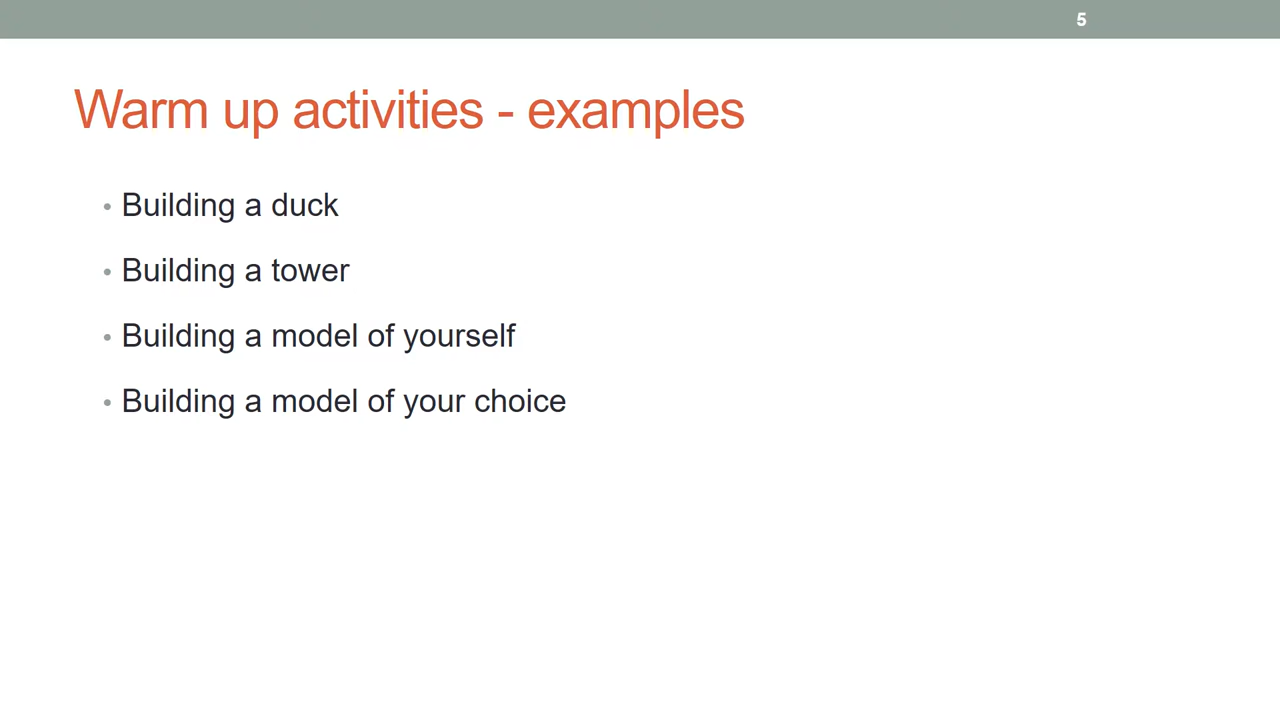 5
Warm up activities - examples
• Building a duck
• Building a tower
• Building a model of yourself
• Building a model of your choice